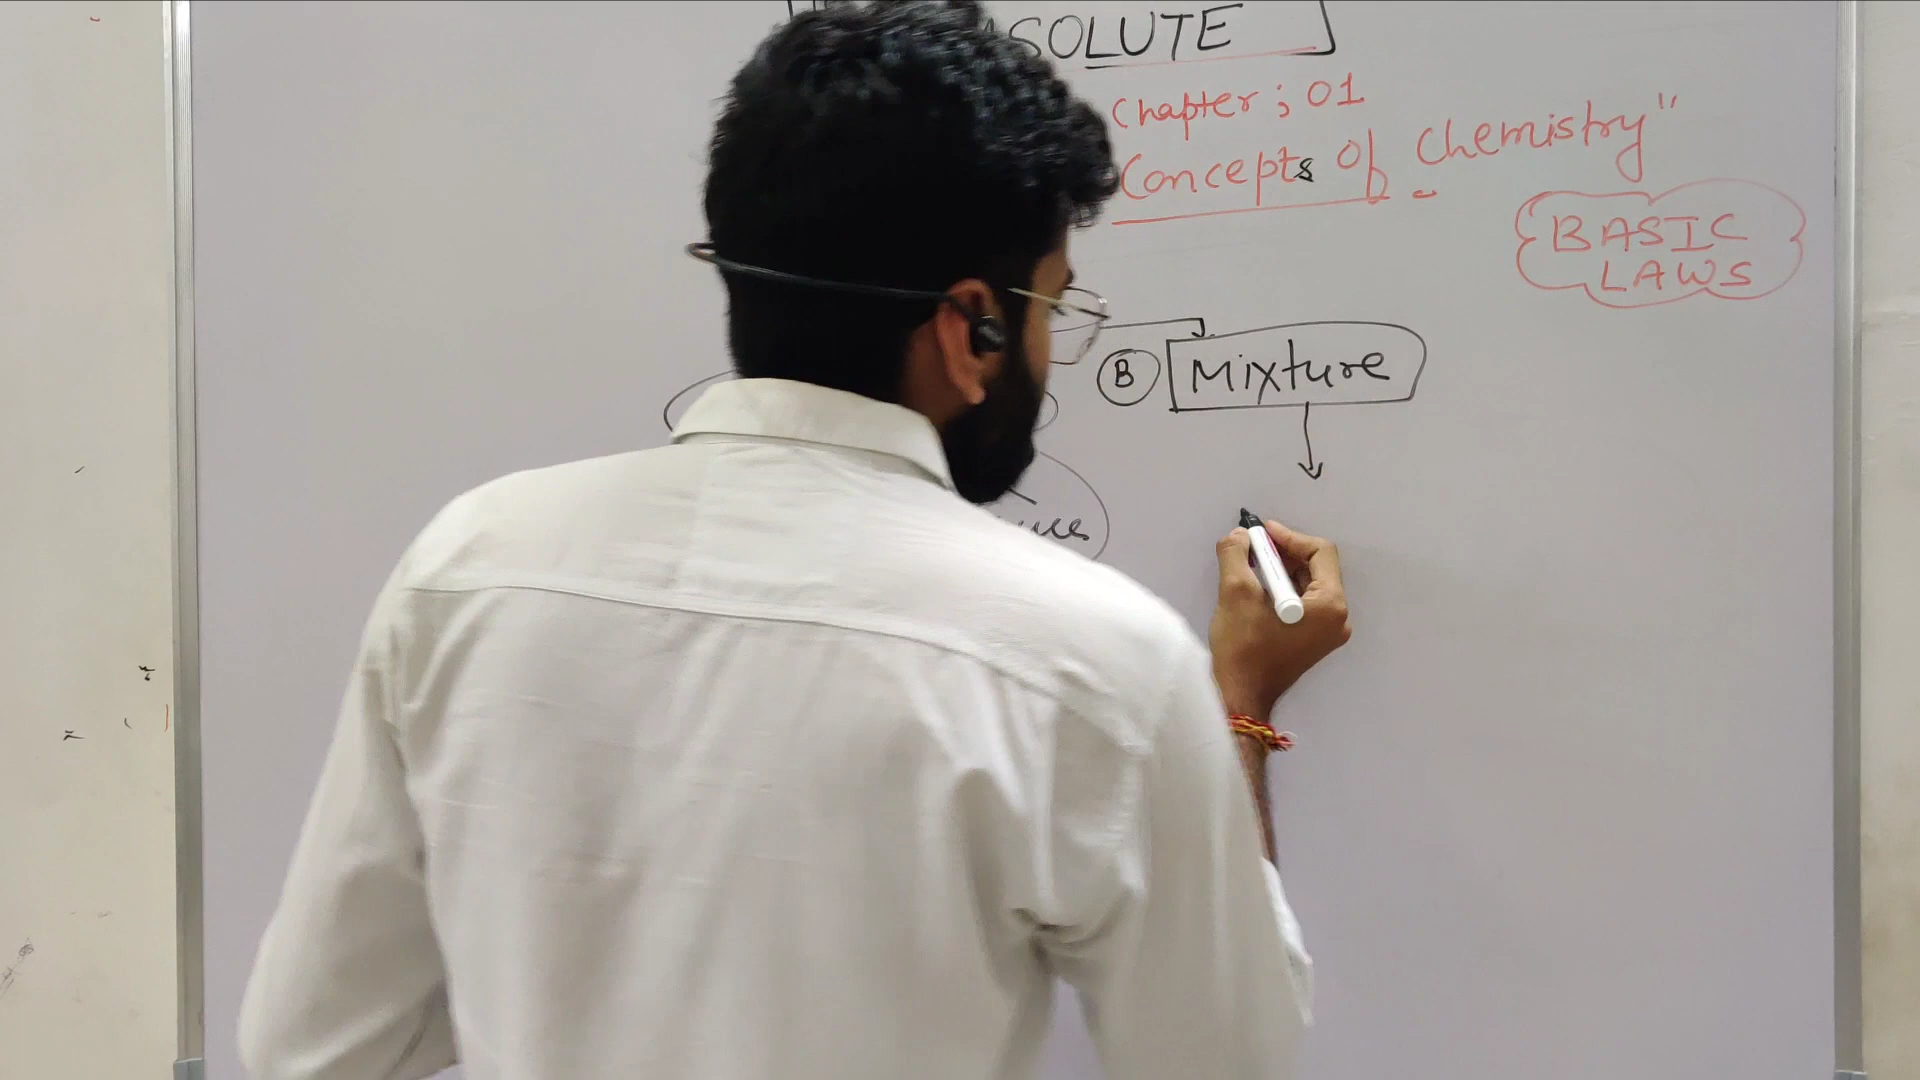 SOLUTE
Chapter ; 01
Concepts of Chemistry"
BASIC
LAWS
B Mixture